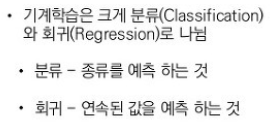 • 기계학습은 크게 분류(Classification)
와 회귀(Regression)로 나뉨
• 분류 – 종류를 예측 하는 것
• 회귀 – 연속된 값을 예측 하는 것